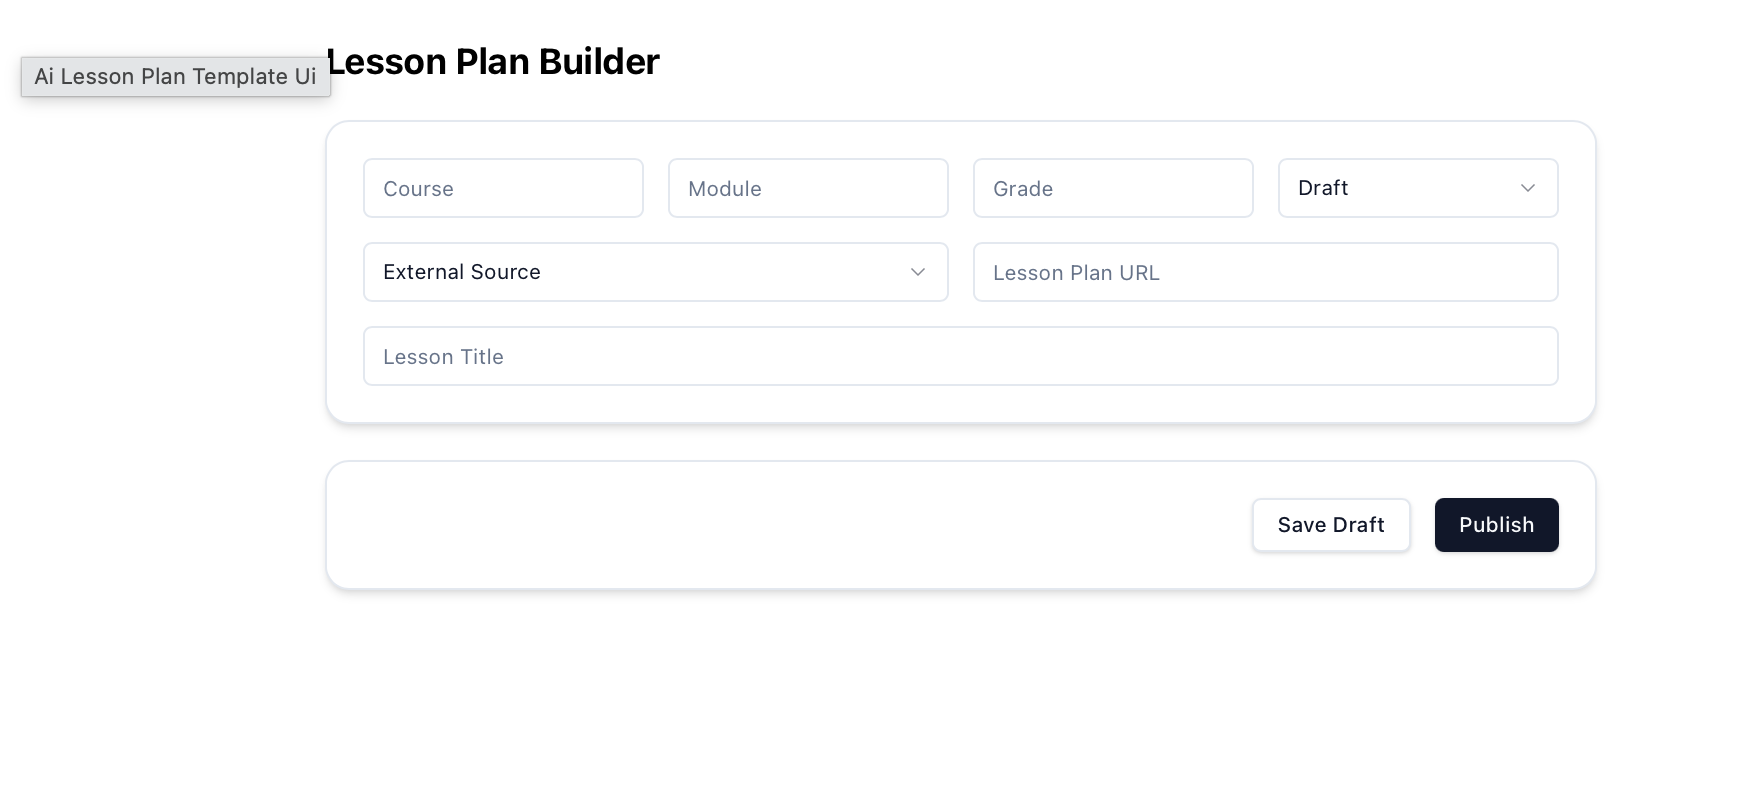 Lesson Plan Builder
Ai Lesson Plan Template Ui
Course
Module
Grade
Draft
External Source
Lesson Plan URL
Lesson Title
Save Draft
Publish